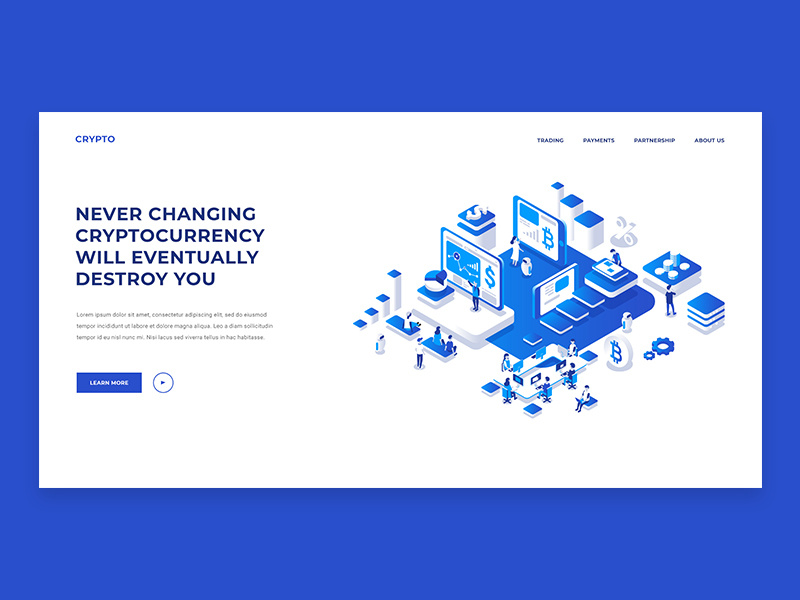 CRYPTO
TRADING PAYMENTS PARTNERSHIP ABOUT US
NEVER CHANGING
CRYPTOCURRENCY
WILL EVENTUALLY
DESTROY YOU
Lorem ipsum dolor sit amet, consectetur adipiscing elit, sed do eiusmod
tempor incididunt ut labore et dolore magna aliqua. Leo a diam sollicitudin
tempor id eu nisl nunc mi. Nisi lacus sed viverra tellus in hac habitasse.
LEARN MORE